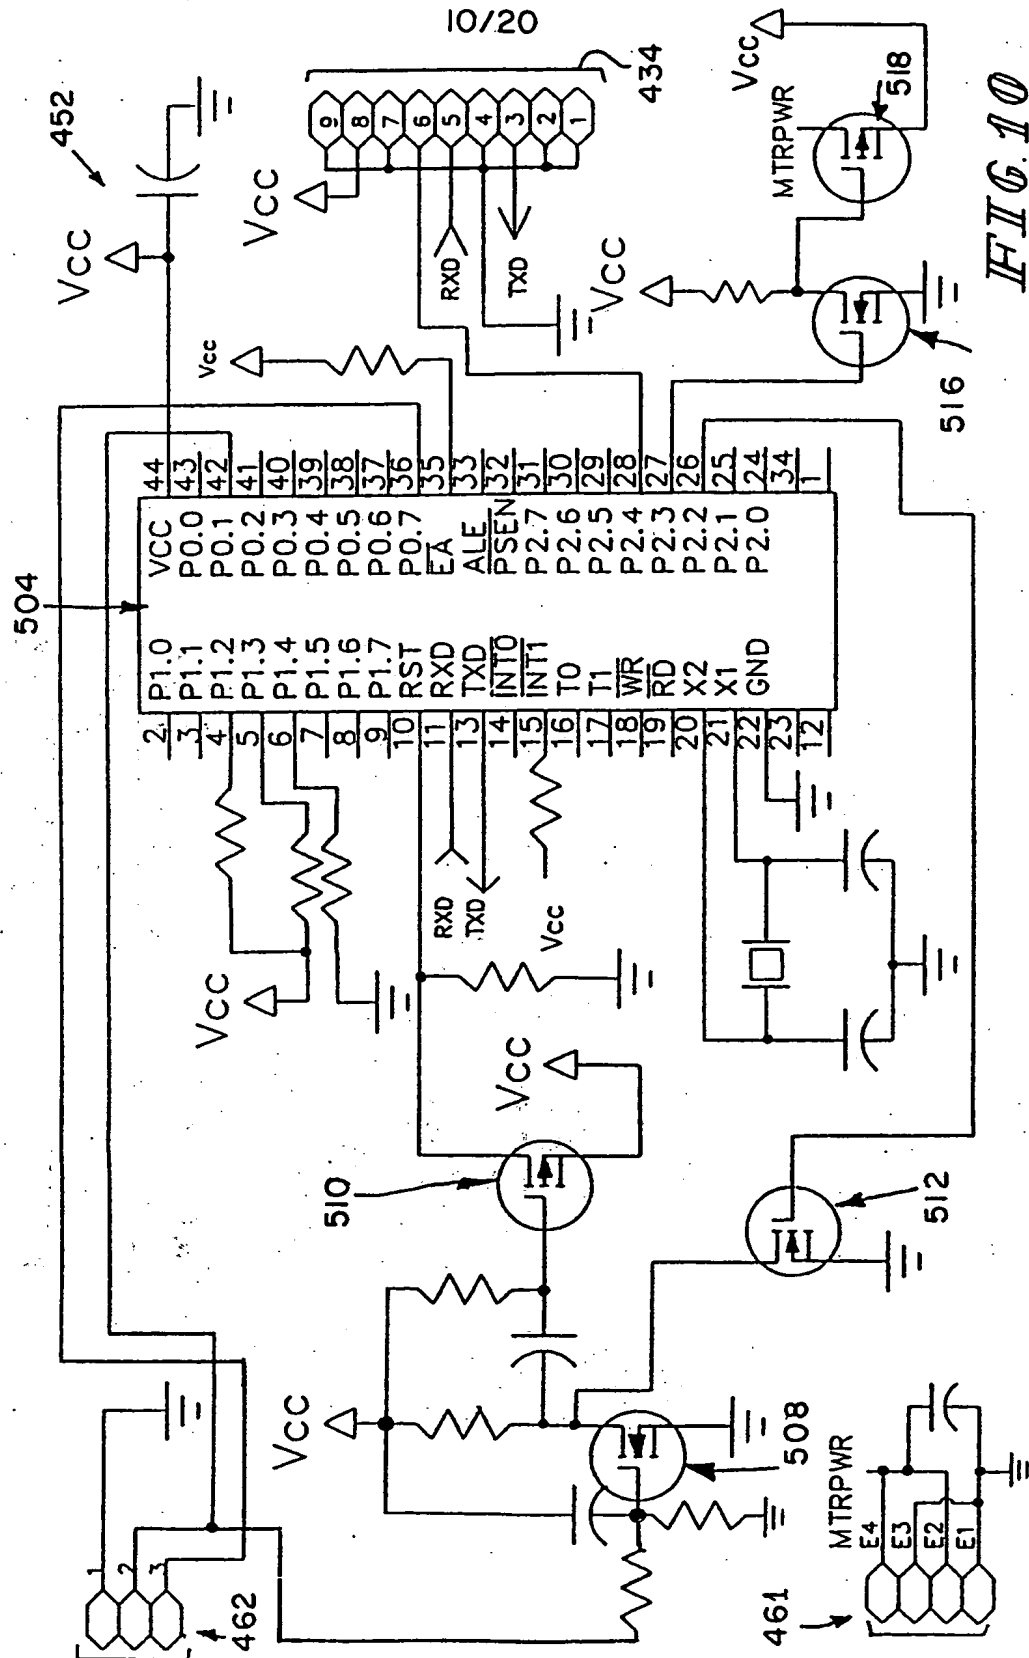 10/20
504
452
Vcc
Vcc
Vcc
434
9
8
7
6
5
4
3
2
1
RXD
TXD
Vcc
MTRPWR
Vcc
518
516
2 P1.0
3 P1.1
4 P1.2
5 P1.3
6 P1.4
7 P1.5
8 P1.6
9 P1.7
10 RST
11 RXD
13 TXD
14 INT0
15 INT1
16 T0
17 T1
18 WR
19 RD
20 X2
21 X1
22 GND
23
12
VCC 44
P0.0 43
P0.1 42
P0.2 41
P0.3 40
P0.4 39
P0.5 38
P0.6 37
P0.7 36
EA 35
ALE 33
PSEN 32
P2.7 31
P2.6 30
P2.5 29
P2.4 28
P2.3 27
P2.2 26
P2.1 25
P2.0 24
34
1
Vcc
RXD
TXD
Vcc
Vcc
510
512
Vcc
508
1
2
3
462
MTRPWR
E4
E3
E2
E1
461
FIG. 10